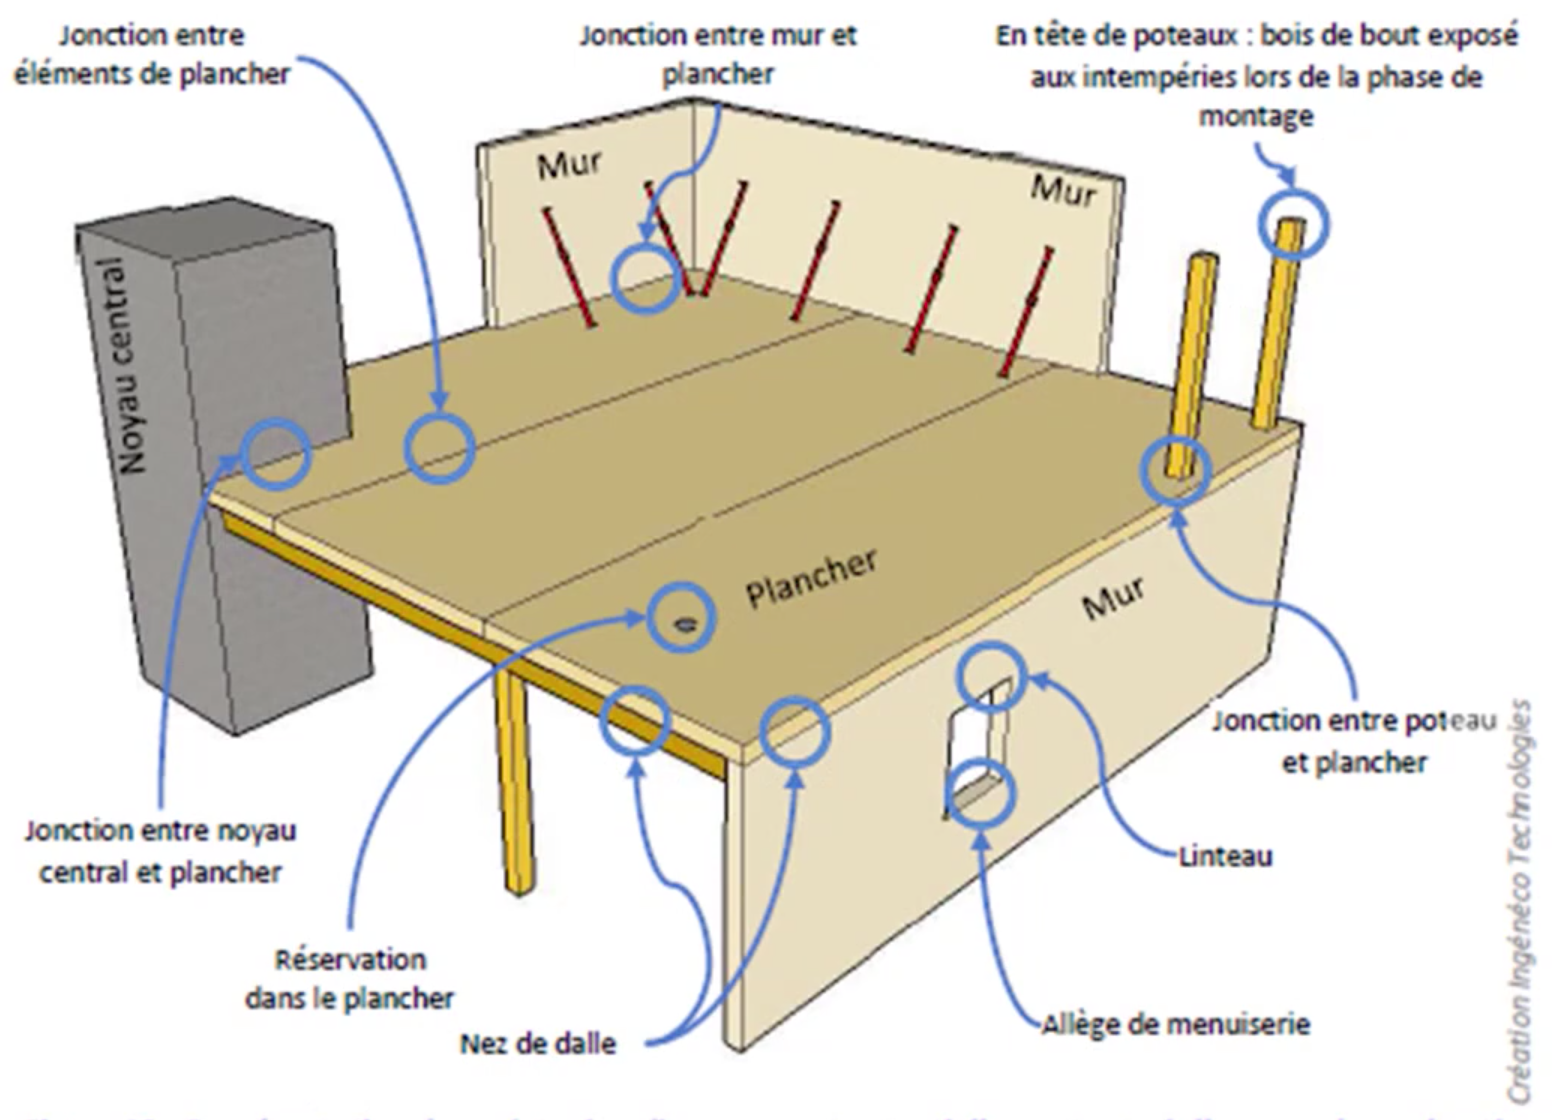 Jonction entre
éléments de plancher
Jonction entre mur et
plancher
En tête de poteaux : bois de bout exposé
aux intempéries lors de la phase de
montage
Mur
Mur
Noyau central
Plancher
Mur
Jonction entre poteau
et plancher
Jonction entre noyau
central et plancher
Linteau
Réservation
dans le plancher
Nez de dalle
Allège de menuiserie
Création Ingénéco Technologies